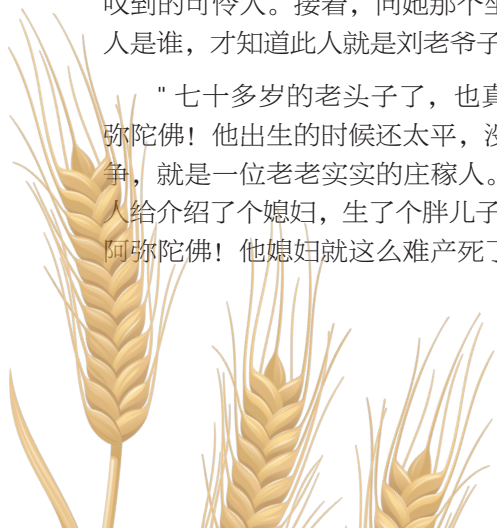 哎到的可怜人。接着，问她那个坐
人是谁，才知道此人就是刘老爷子
"七十多岁的老头子了，也真
弥陀佛！他出生的时候还太平，没
争，就是一位老老实实的庄稼人。
人给介绍了个媳妇，生了个胖儿子
阿弥陀佛！他媳妇就这么难产死了